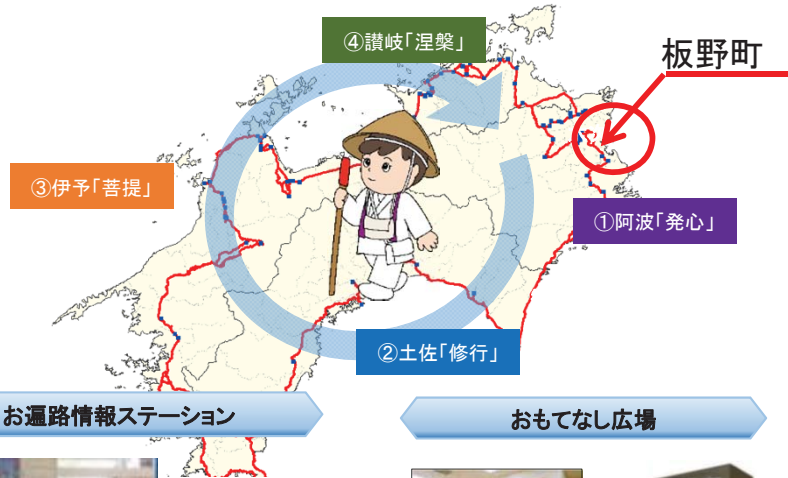 ④讃岐「涅槃」
板野町
③伊予「菩提」
①阿波「発心」
②土佐「修行」
お遍路情報ステーション
おもてなし広場